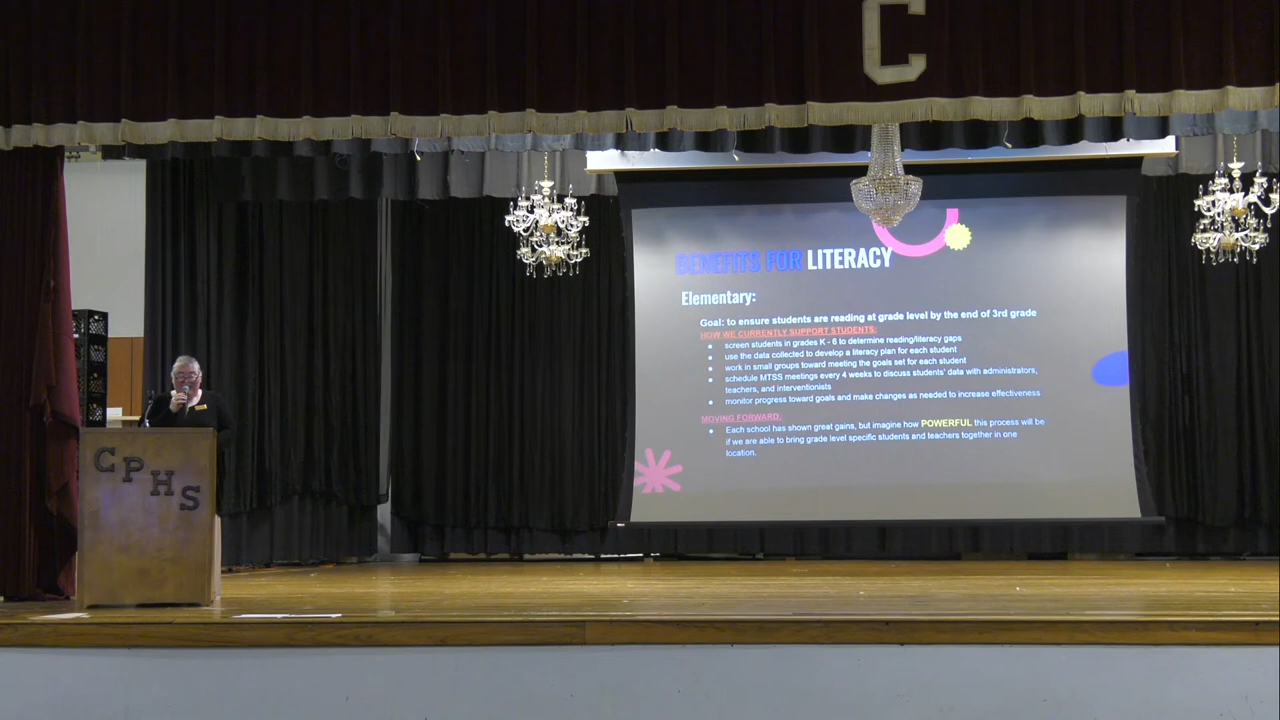 C
BENEFITS FOR LITERACY
Elementary:
Goal: to ensure students are reading at grade level by the end of 3rd grade
HOW WE CURRENTLY SUPPORT STUDENTS:
● screen students in grades K - 6 to determine reading/literacy gaps
● use the data collected to develop a literacy plan for each student
● work in small groups toward meeting the goals set for each student
● schedule MTSS meetings every 4 weeks to discuss students' data with administrators,
teachers, and interventionists
● monitor progress toward goals and make changes as needed to increase effectiveness
MOVING FORWARD:
● Each school has shown great gains, but imagine how POWERFUL this process will be
if we are able to bring grade level specific students and teachers together in one
location.
CPHS